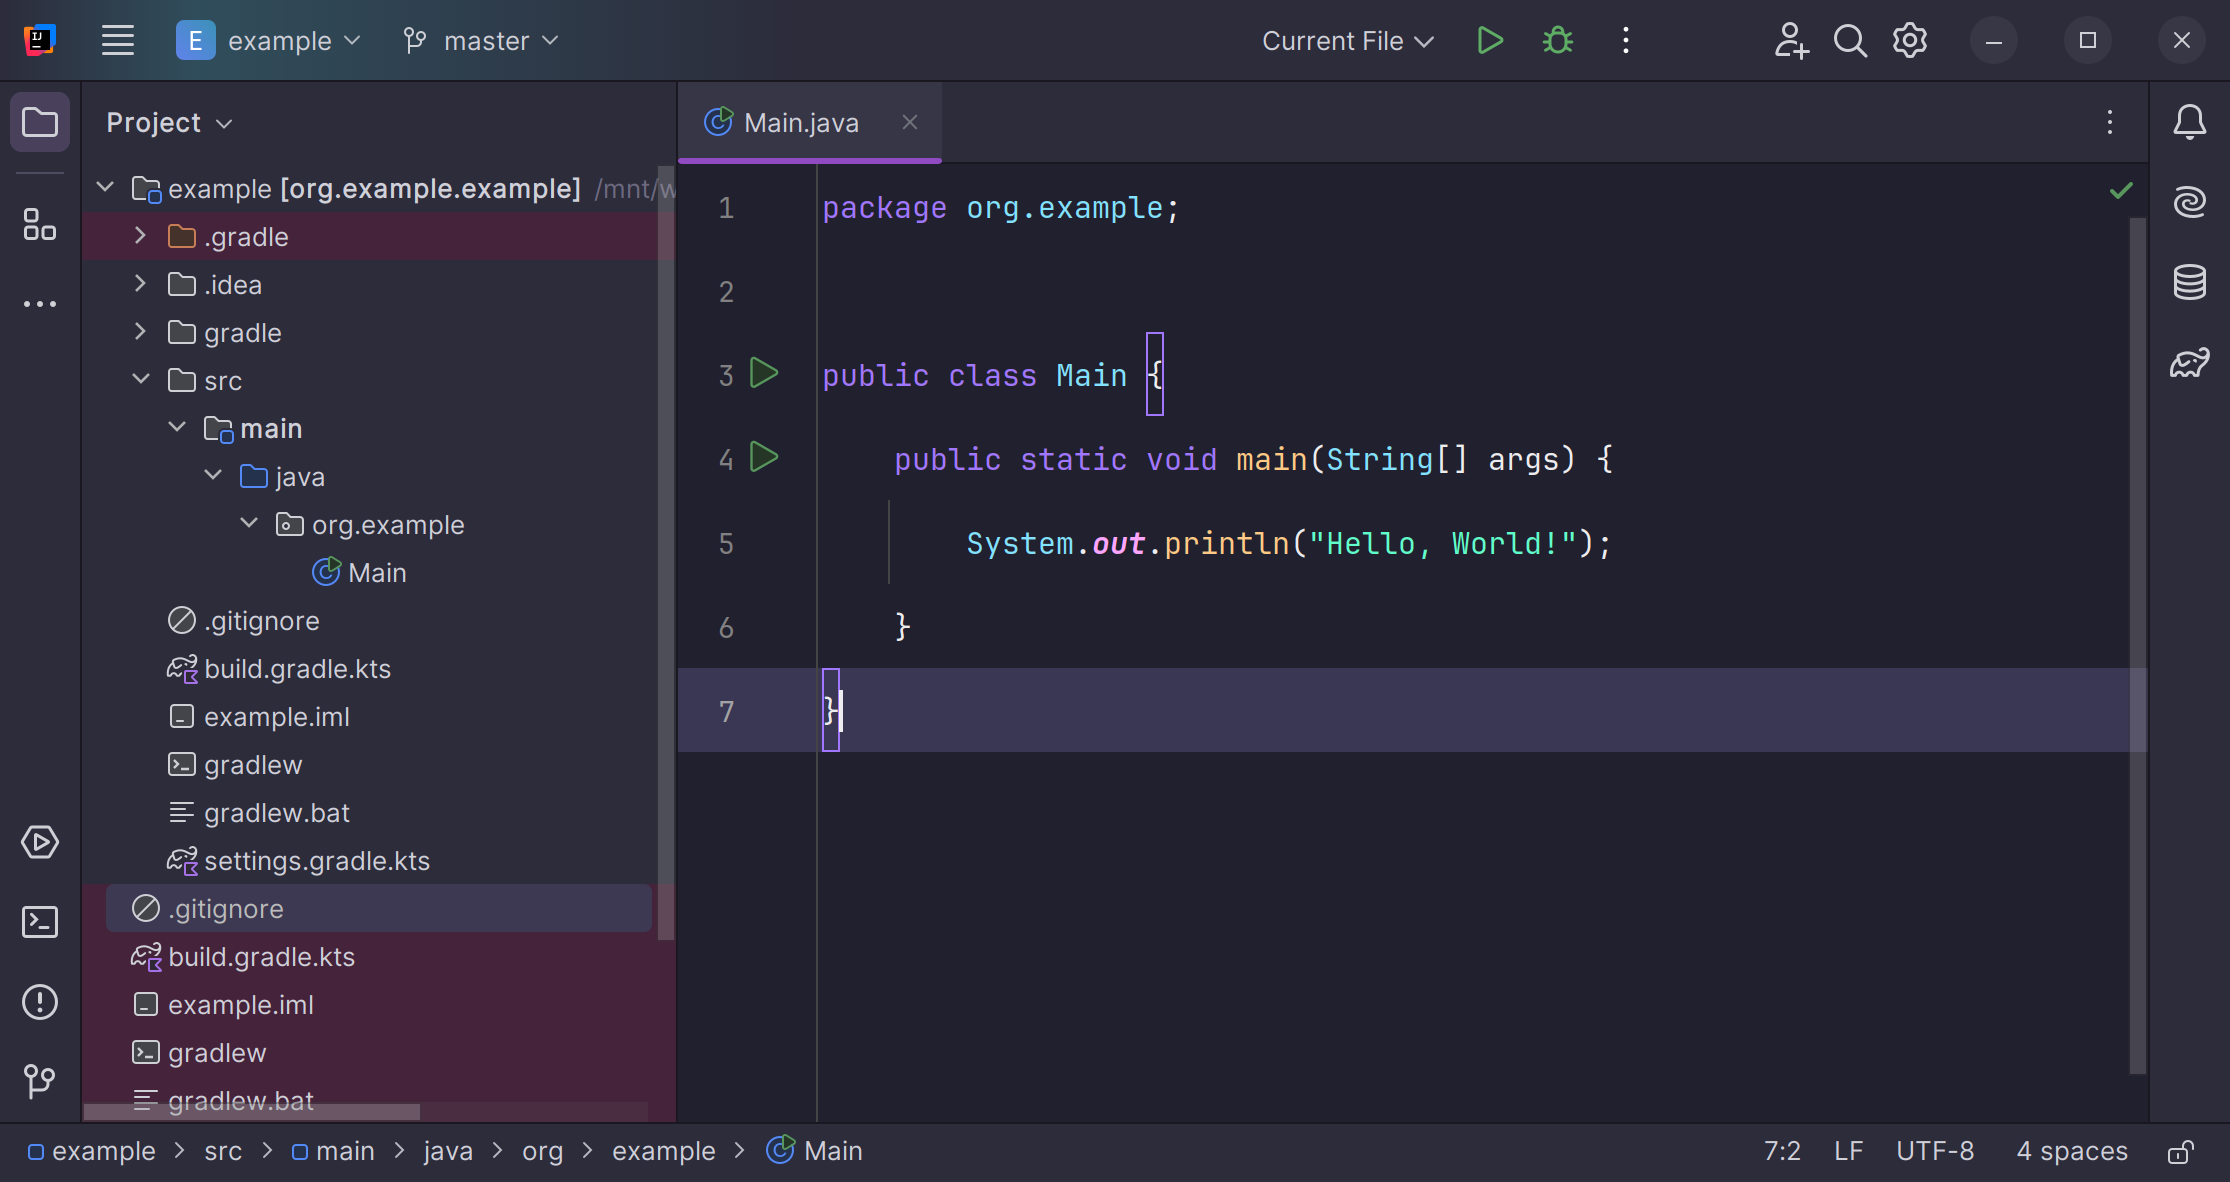 E example master Current File
Project
Main.java
example [org.example.example] /mnt/w
.gradle
.idea
gradle
src
main
java
org.example
Main
.gitignore
build.gradle.kts
example.iml
gradlew
gradlew.bat
settings.gradle.kts
.gitignore
build.gradle.kts
example.iml
gradlew
gradlew.bat
1 package org.example;
2
3 public class Main {
4 public static void main(String[] args) {
5 System.out.println("Hello, World!");
6 }
7 }
example > src > main > java > org > example > Main
7:2 LF UTF-8 4 spaces